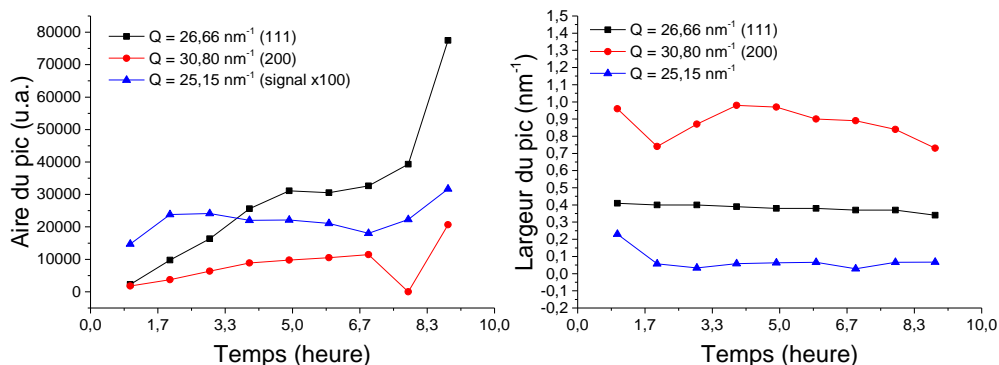 80000
70000
60000
50000
40000
30000
20000
10000
0
Aire du pic (u.a.)
Q = 26,66 nm⁻¹ (111)
Q = 30,80 nm⁻¹ (200)
Q = 25,15 nm⁻¹ (signal x100)
0,0 1,7 3,3 5,0 6,7 8,3 10,0
Temps (heure)
1,5
1,4
1,3
1,2
1,1
1,0
0,9
0,8
0,7
0,6
0,5
0,4
0,3
0,2
0,1
0,0
-0,1
-0,2
Largeur du pic (nm⁻¹)
Q = 26,66 nm⁻¹ (111)
Q = 30,80 nm⁻¹ (200)
Q = 25,15 nm⁻¹
0,0 1,7 3,3 5,0 6,7 8,3 10,0
Temps (heure)